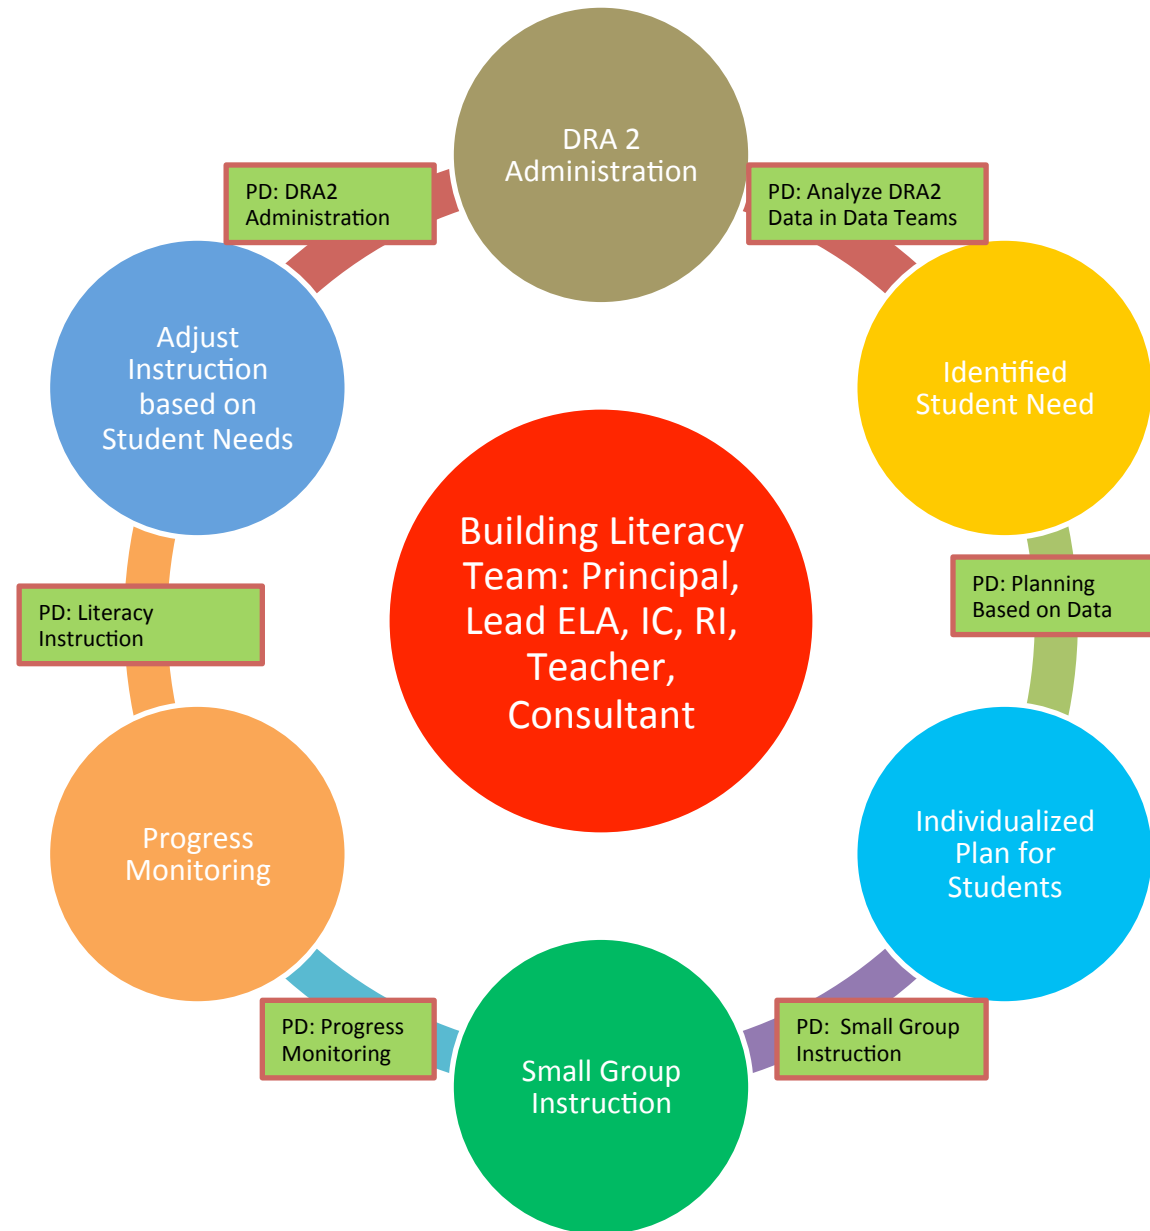 DRA 2
Administration
PD: DRA2
Administration
PD: Analyze DRA2
Data in Data Teams
Adjust
Instruction
based on
Student Needs
Identified
Student Need
Building Literacy
Team: Principal,
Lead ELA, IC, RI,
Teacher,
Consultant
PD: Literacy
Instruction
PD: Planning
Based on Data
Progress
Monitoring
Individualized
Plan for
Students
PD: Progress
Monitoring
PD:  Small Group
Instruction
Small Group
Instruction